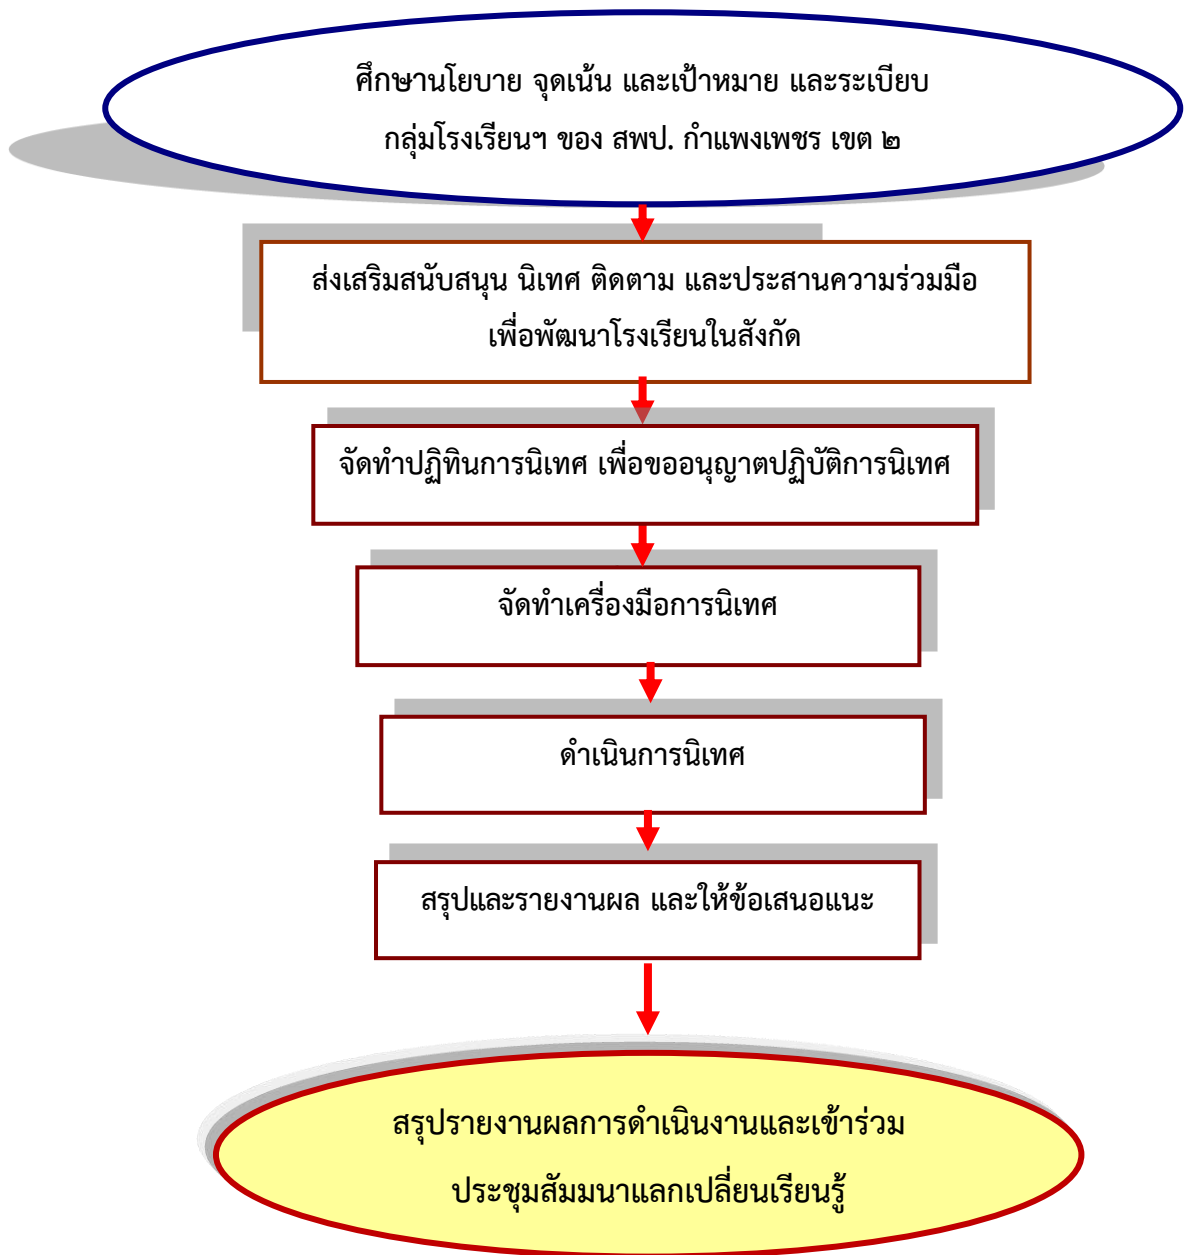 ศึกษานโยบาย จุดเน้น และเป้าหมาย และระเบียบ
กลุ่มโรงเรียนฯ ของ สพป. กำแพงเพชร เขต ๒
ส่งเสริมสนับสนุน นิเทศ ติดตาม และประสานความร่วมมือ
เพื่อพัฒนาโรงเรียนในสังกัด
จัดทำปฏิทินการนิเทศ เพื่อขออนุญาตปฏิบัติการนิเทศ
จัดทำเครื่องมือการนิเทศ
ดำเนินการนิเทศ
สรุปและรายงานผล และให้ข้อเสนอแนะ
สรุปรายงานผลการดำเนินงานและเข้าร่วม
ประชุมสัมมนาแลกเปลี่ยนเรียนรู้